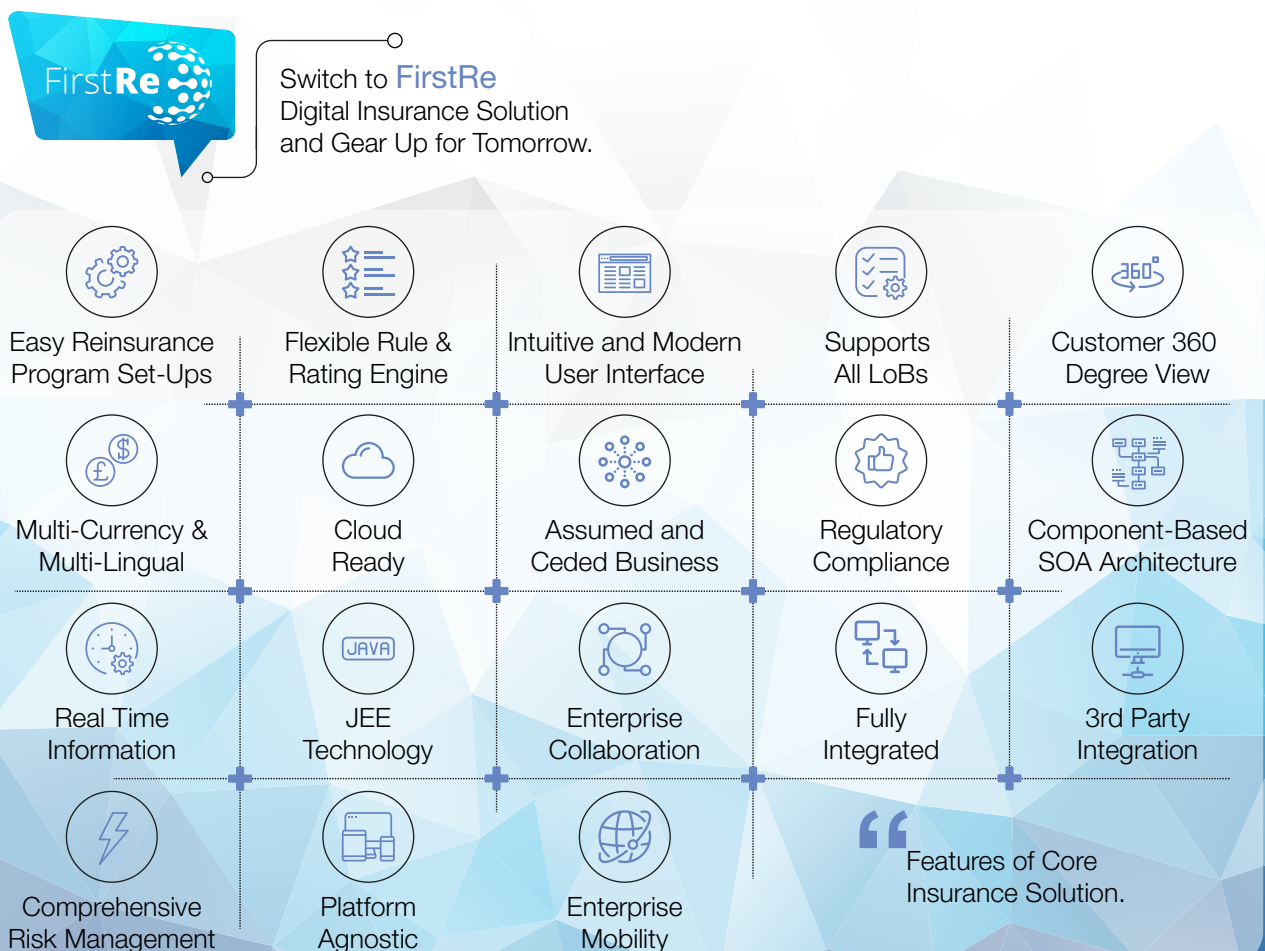 FirstRe
Switch to FirstRe
Digital Insurance Solution
and Gear Up for Tomorrow.
Easy Reinsurance
Program Set-Ups
Flexible Rule &
Rating Engine
Intuitive and Modern
User Interface
Supports
All LoBs
360°
Customer 360
Degree View
$
£
Multi-Currency &
Multi-Lingual
Cloud
Ready
Assumed and
Ceded Business
Regulatory
Compliance
Component-Based
SOA Architecture
Real Time
Information
JAVA
JEE
Technology
Enterprise
Collaboration
Fully
Integrated
3rd Party
Integration
Comprehensive
Risk Management
Platform
Agnostic
Enterprise
Mobility
“
Features of Core
Insurance Solution.